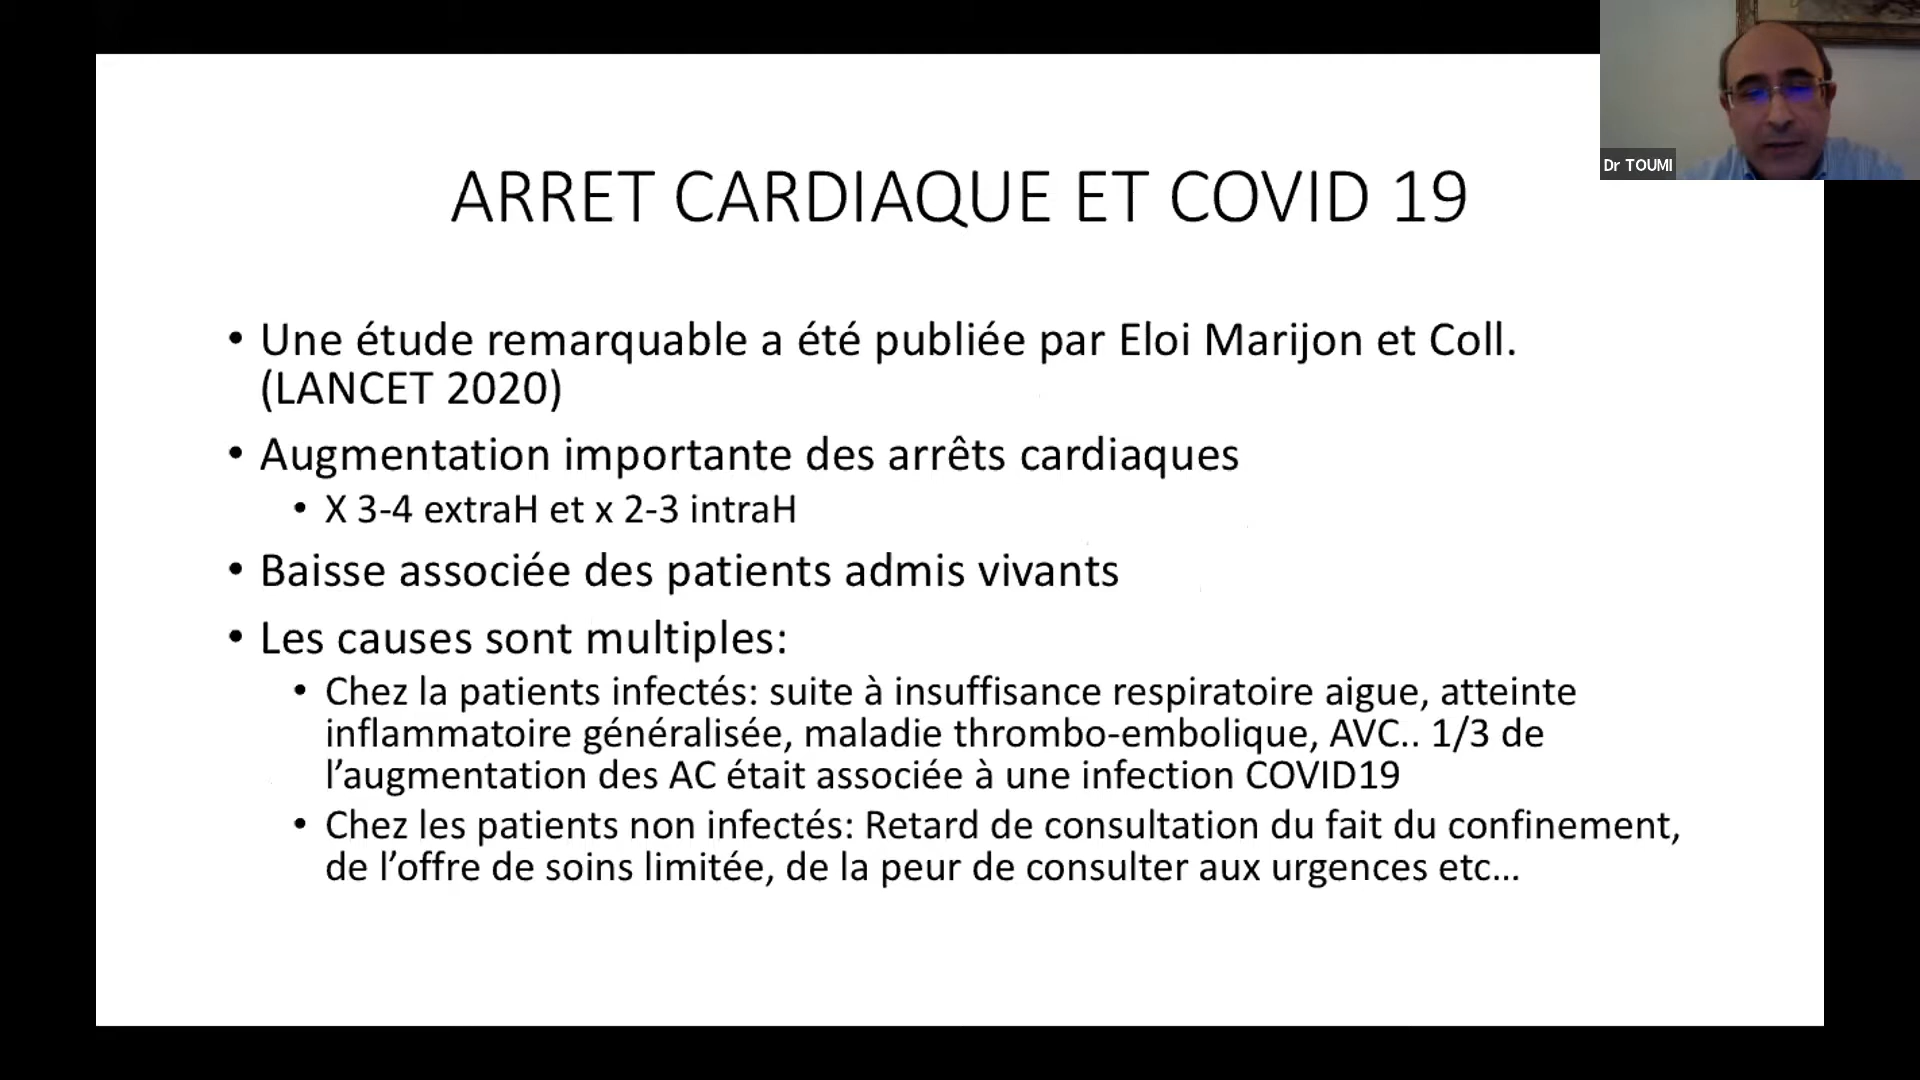 Dr TOUMI
ARRET CARDIAQUE ET COVID 19
• Une étude remarquable a été publiée par Eloi Marijon et Coll.
(LANCET 2020)
• Augmentation importante des arrêts cardiaques
• X 3-4 extraH et x 2-3 intraH
• Baisse associée des patients admis vivants
• Les causes sont multiples:
• Chez la patients infectés: suite à insuffisance respiratoire aigue, atteinte
inflammatoire généralisée, maladie thrombo-embolique, AVC.. 1/3 de
l’augmentation des AC était associée à une infection COVID19
• Chez les patients non infectés: Retard de consultation du fait du confinement,
de l’offre de soins limitée, de la peur de consulter aux urgences etc…